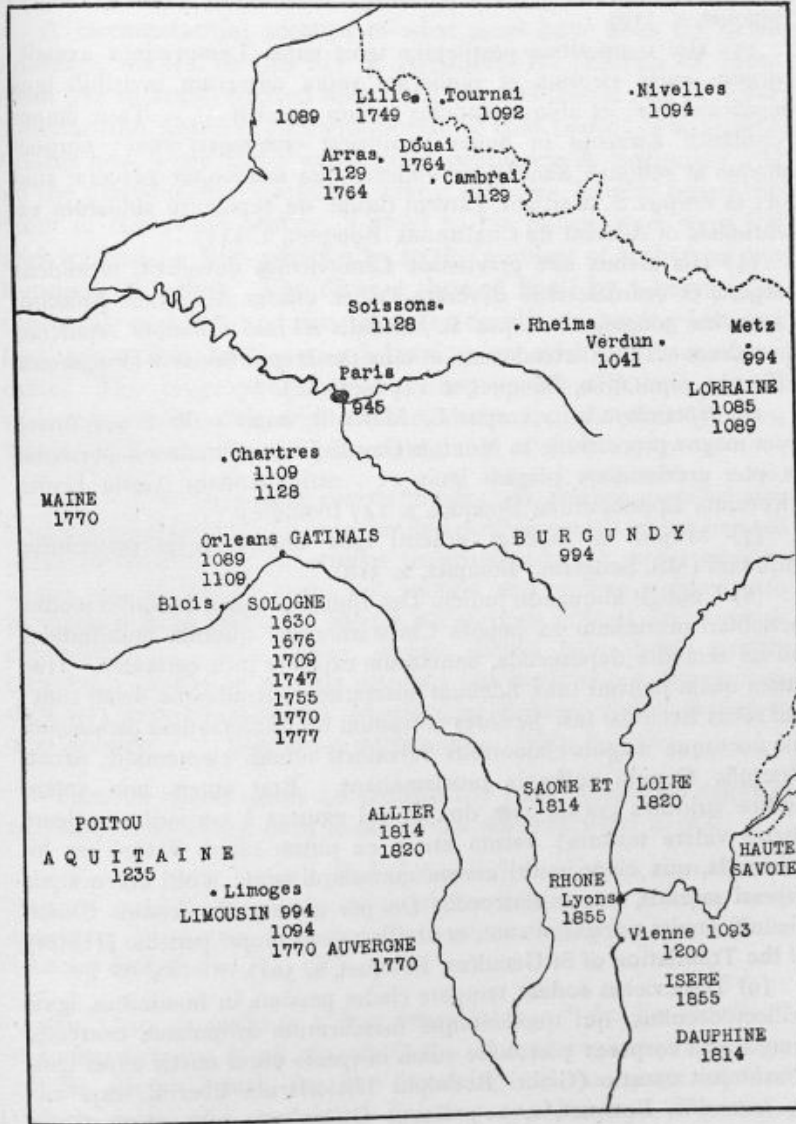 Lille
1749
1089
Tournai
1092
Nivelles
1094
Arras
1129
1764
Douai
1764
Cambrai
1129
Soissons.
1128
Rheims
Verdun
1041
Metz
994
LORRAINE
1085
1089
Paris
945
Chartres
1109
1128
MAINE
1770
Orleans
1089
1109
GATINAIS
BURGUNDY
994
Blois
SOLOGNE
1630
1676
1709
1747
1755
1770
1777
ALLIER
1814
1820
SAONE ET LOIRE
1814 1820
POITOU
AQUITAINE
1235
Limoges
LIMOUSIN 994
1094
1770
AUVERGNE
1770
HAUTE
SAVOIE
RHONE
Lyons
1855
Vienne 1093
1200
ISERE
1855
DAUPHINE
1814